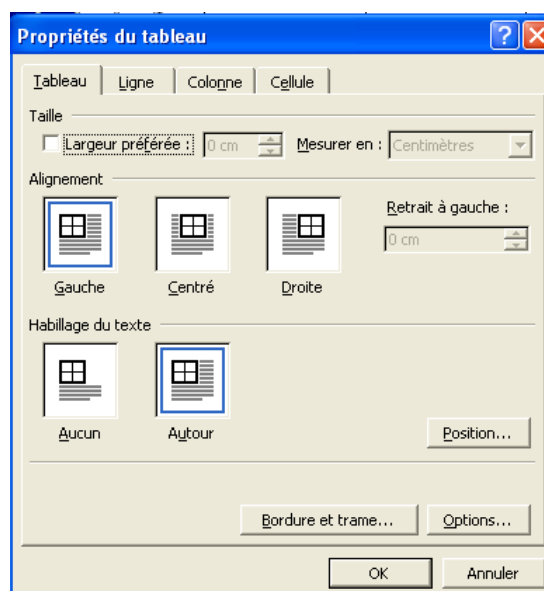 Propriétés du tableau
Tableau Ligne Colonne Cellule
Taille
Largeur préférée : 0 cm Mesurer en : Centimètres
Alignement
Retrait à gauche :
0 cm
Gauche Centré Droite
Habillage du texte
Aucun Autour Position...
Bordure et trame... Options...
OK Annuler